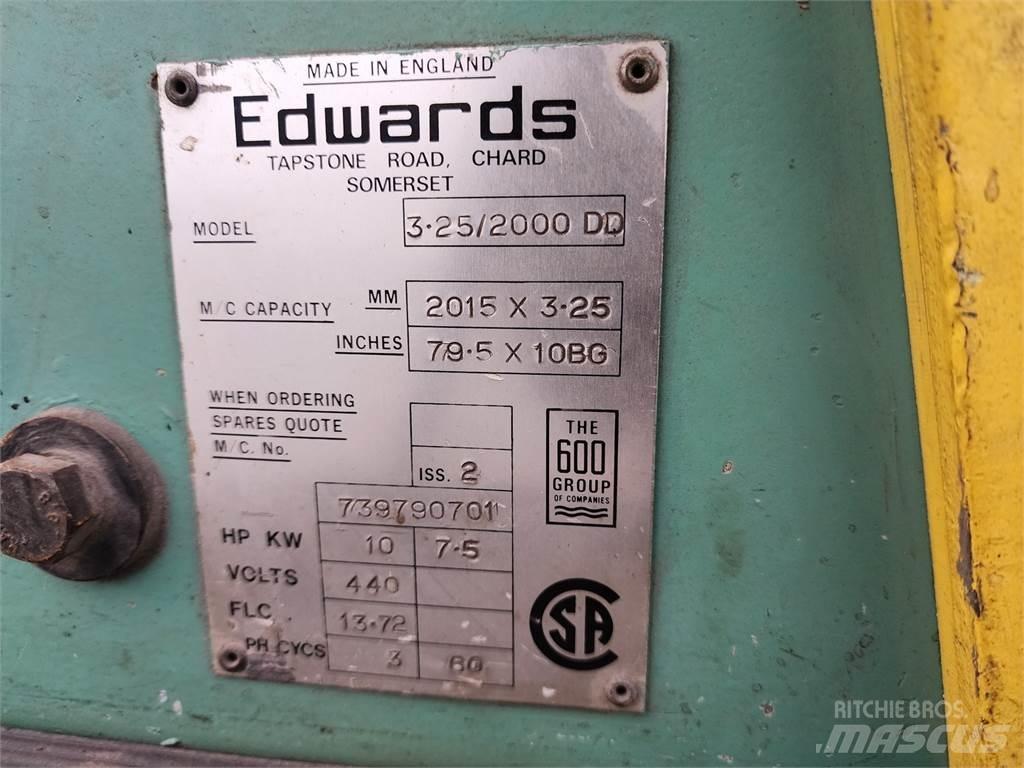 MADE IN ENGLAND
Edwards
TAPSTONE ROAD, CHARD
SOMERSET
MODEL 3·25/2000 DD
M/C CAPACITY MM 2015 X 3·25
INCHES 79·5 X 10BG
WHEN ORDERING
SPARES QUOTE
M/C. No.
ISS. 2
7397907011
THE
600
GROUP
OF COMPANIES
HP KW 10 7·5
VOLTS 440
FLC. 13·72
PH CYCS 3 60
CSA
RITCHIE BROS.
MASCUS